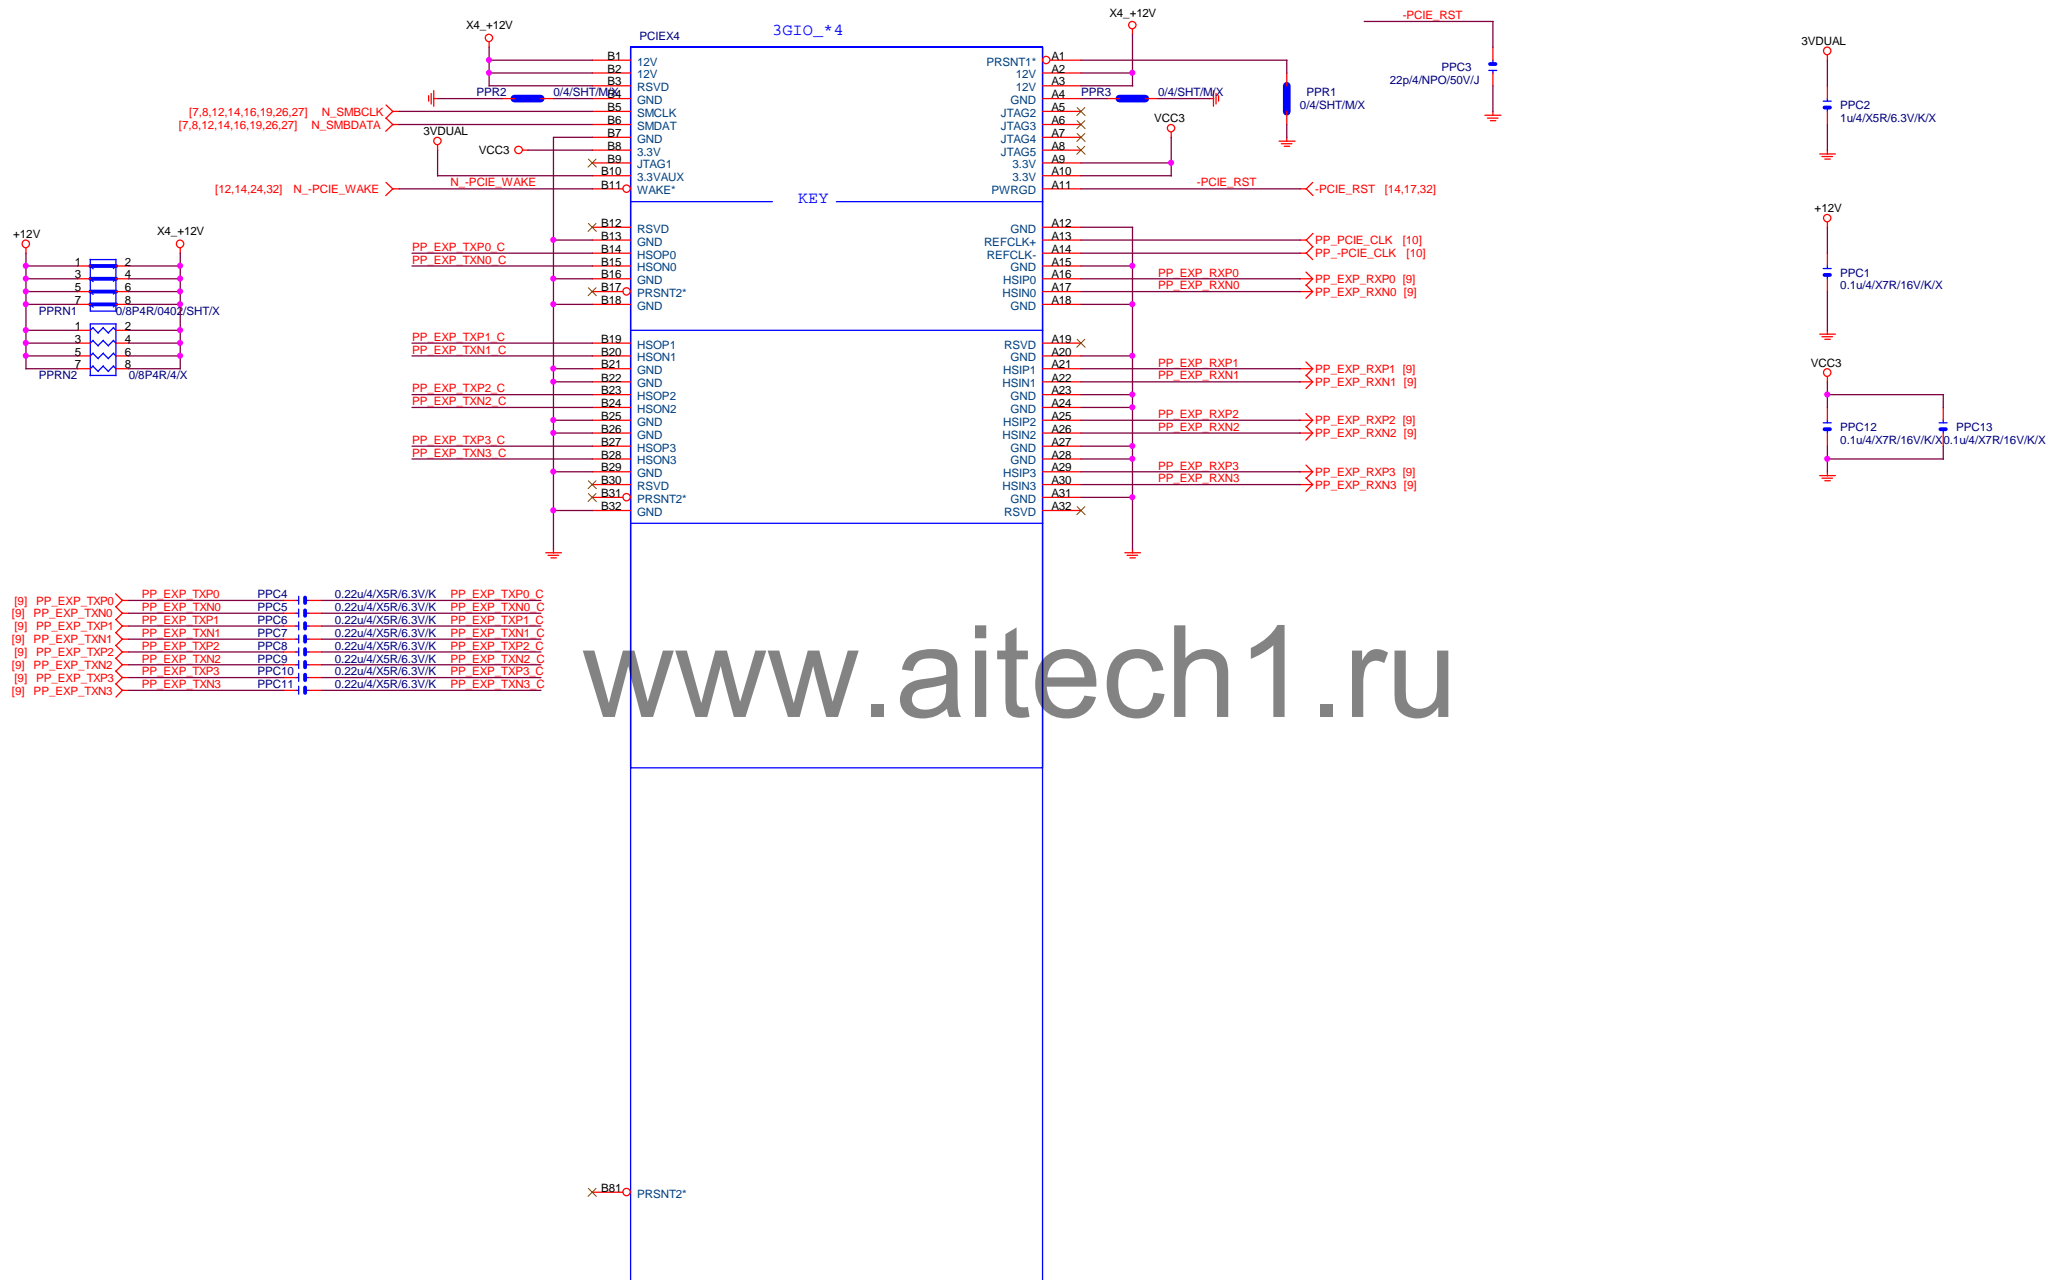 X4_+12V
3GIO_*4
X4_+12V
-PCIE_RST
PCIEX4
3VDUAL
B1 12V
B2 12V
B3 RSVD
B4 GND
B5 SMCLK
B6 SMDAT
B7 GND
B8 3.3V
B9 JTAG1
B10 3.3VAUX
B11 WAKE*
PRSNT1* A1
12V A2
12V A3
GND A4
JTAG2 A5
JTAG3 A6
JTAG4 A7
JTAG5 A8
3.3V A9
3.3V A10
PWRGD A11
PPR2 0/4/SHT/M/X
PPR3 0/4/SHT/M/X
PPR1
0/4/SHT/M/X
PPC3
22p/4/NPO/50V/J
PPC2
1u/4/X5R/6.3V/K/X
[7,8,12,14,16,19,26,27] N_SMBCLK
[7,8,12,14,16,19,26,27] N_SMBDATA
3VDUAL
VCC3
VCC3
[12,14,24,32] N_-PCIE_WAKE
N_-PCIE_WAKE
-PCIE_RST
-PCIE_RST [14,17,32]
KEY
+12V
X4_+12V
1 2
3 4
5 6
7 8
PPRN1 0/8P4R/0402/SHT/X
1 2
3 4
5 6
7 8
PPRN2 0/8P4R/4/X
PP_EXP_TXP0_C
PP_EXP_TXN0_C
B12 RSVD
B13 GND
B14 HSOP0
B15 HSON0
B16 GND
B17 PRSNT2*
B18 GND
GND A12
REFCLK+ A13
REFCLK- A14
GND A15
HSIP0 A16
HSIN0 A17
GND A18
PP_PCIE_CLK [10]
PP_-PCIE_CLK [10]
PP_EXP_RXP0 PP_EXP_RXP0 [9]
PP_EXP_RXN0 PP_EXP_RXN0 [9]
+12V
PPC1
0.1u/4/X7R/16V/K/X
PP_EXP_TXP1_C
PP_EXP_TXN1_C
PP_EXP_TXP2_C
PP_EXP_TXN2_C
PP_EXP_TXP3_C
PP_EXP_TXN3_C
B19 HSOP1
B20 HSON1
B21 GND
B22 GND
B23 HSOP2
B24 HSON2
B25 GND
B26 GND
B27 HSOP3
B28 HSON3
B29 GND
B30 RSVD
B31 PRSNT2*
B32 GND
RSVD A19
GND A20
HSIP1 A21
HSIN1 A22
GND A23
GND A24
HSIP2 A25
HSIN2 A26
GND A27
GND A28
HSIP3 A29
HSIN3 A30
GND A31
RSVD A32
PP_EXP_RXP1 PP_EXP_RXP1 [9]
PP_EXP_RXN1 PP_EXP_RXN1 [9]
PP_EXP_RXP2 PP_EXP_RXP2 [9]
PP_EXP_RXN2 PP_EXP_RXN2 [9]
PP_EXP_RXP3 PP_EXP_RXP3 [9]
PP_EXP_RXN3 PP_EXP_RXN3 [9]
VCC3
PPC12
0.1u/4/X7R/16V/K/X
PPC13
0.1u/4/X7R/16V/K/X
[9] PP_EXP_TXP0 PP_EXP_TXP0 PPC4 0.22u/4/X5R/6.3V/K PP_EXP_TXP0_C
[9] PP_EXP_TXN0 PP_EXP_TXN0 PPC5 0.22u/4/X5R/6.3V/K PP_EXP_TXN0_C
[9] PP_EXP_TXP1 PP_EXP_TXP1 PPC6 0.22u/4/X5R/6.3V/K PP_EXP_TXP1_C
[9] PP_EXP_TXN1 PP_EXP_TXN1 PPC7 0.22u/4/X5R/6.3V/K PP_EXP_TXN1_C
[9] PP_EXP_TXP2 PP_EXP_TXP2 PPC8 0.22u/4/X5R/6.3V/K PP_EXP_TXP2_C
[9] PP_EXP_TXN2 PP_EXP_TXN2 PPC9 0.22u/4/X5R/6.3V/K PP_EXP_TXN2_C
[9] PP_EXP_TXP3 PP_EXP_TXP3 PPC10 0.22u/4/X5R/6.3V/K PP_EXP_TXP3_C
[9] PP_EXP_TXN3 PP_EXP_TXN3 PPC11 0.22u/4/X5R/6.3V/K PP_EXP_TXN3_C
www.aitech1.ru
B81 PRSNT2*